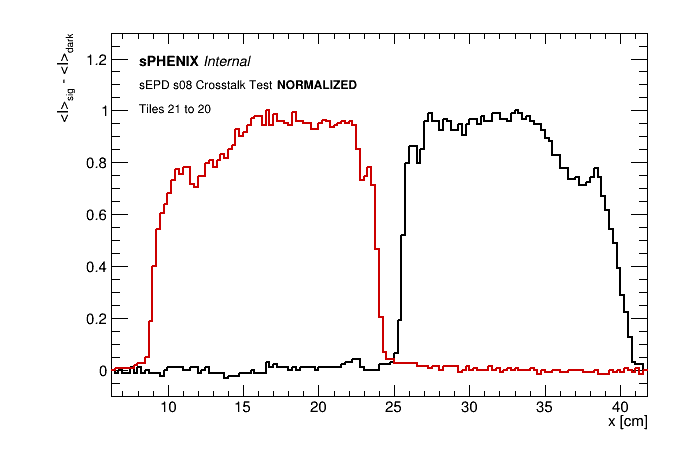 <I>sig - <I>dark
1.2
1
0.8
0.6
0.4
0.2
0
sPHENIX Internal
sEPD s08 Crosstalk Test NORMALIZED
Tiles 21 to 20
10 15 20 25 30 35 40
x [cm]